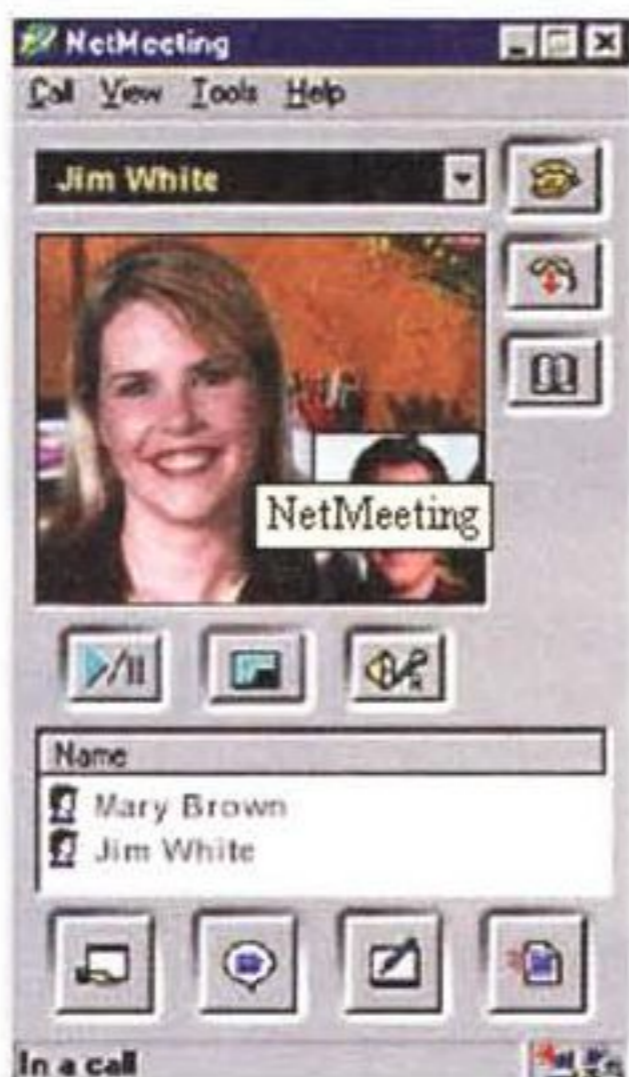 NetMeeting
Call View Tools Help
Jim White
NetMeeting
Name
Mary Brown
Jim White
In a call